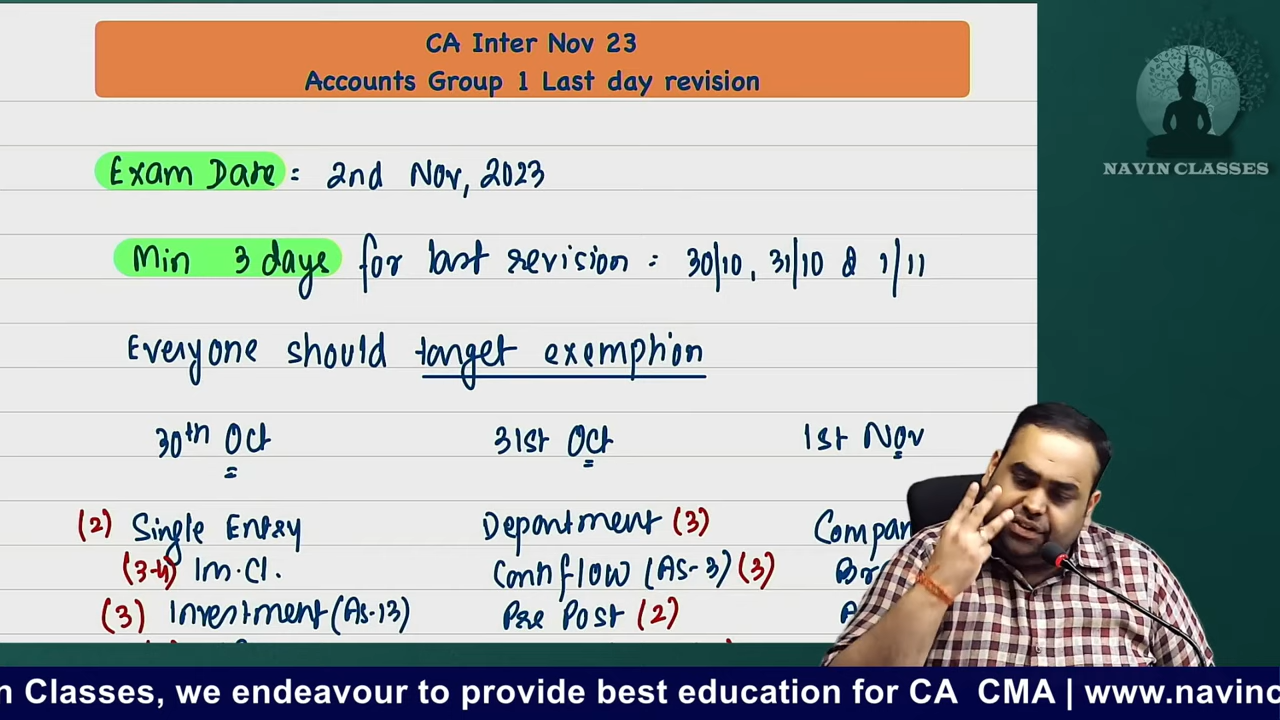 CA Inter Nov 23
Accounts Group 1 Last day revision
NAVIN CLASSES
Exam Date : 2nd Nov, 2023
Min 3 days for last revision : 30/10, 31/10 & 1/11
Everyone should target exemption
30th Oct 31st Oct 1st Nov
(2) Single Entry Department (3) Compan
(3-4) Im.Cl. Cashflow (AS-3) (3) Br
(3) Investment (AS-13) Pre Post (2) A
n Classes, we endeavour to provide best education for CA CMA | www.navinc